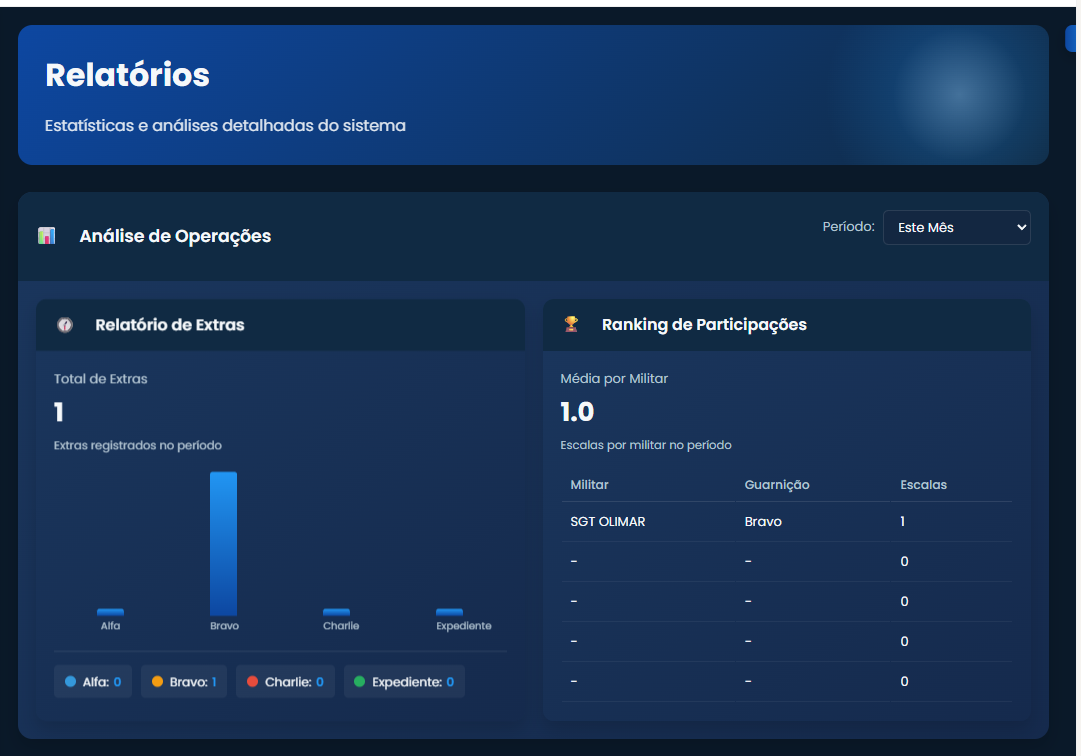 Relatórios
Estatísticas e análises detalhadas do sistema
Análise de Operações
Período:
Este Mês
Relatório de Extras
Total de Extras
1
Extras registrados no período
Alfa
Bravo
Charlie
Expediente
Alfa: 0
Bravo: 1
Charlie: 0
Expediente: 0
Ranking de Participações
Média por Militar
1.0
Escalas por militar no período
Militar Guarnição Escalas
SGT OLIMAR Bravo 1
- - 0
- - 0
- - 0
- - 0